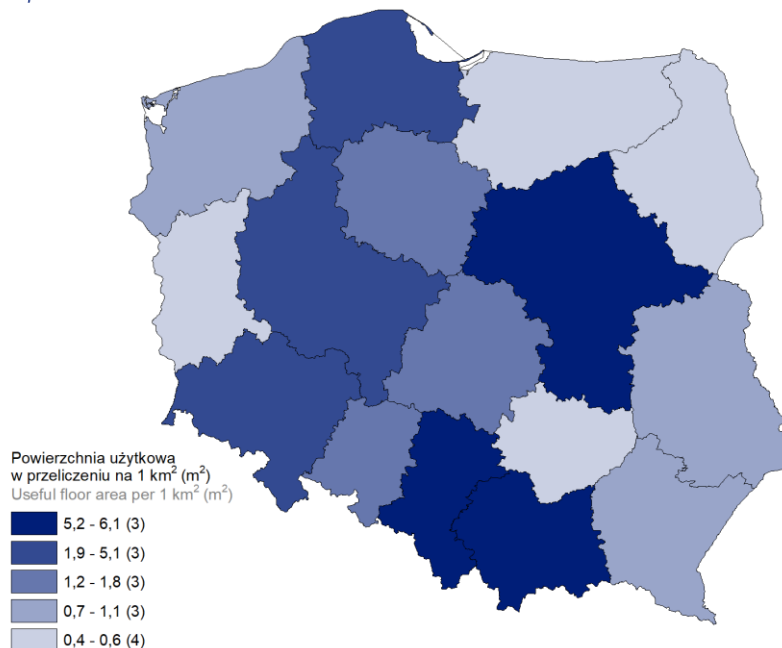 Powierzchnia użytkowa
w przeliczeniu na 1 km² (m²)
Useful floor area per 1 km² (m²)
5,2 - 6,1 (3)
1,9 - 5,1 (3)
1,2 - 1,8 (3)
0,7 - 1,1 (3)
0,4 - 0,6 (4)